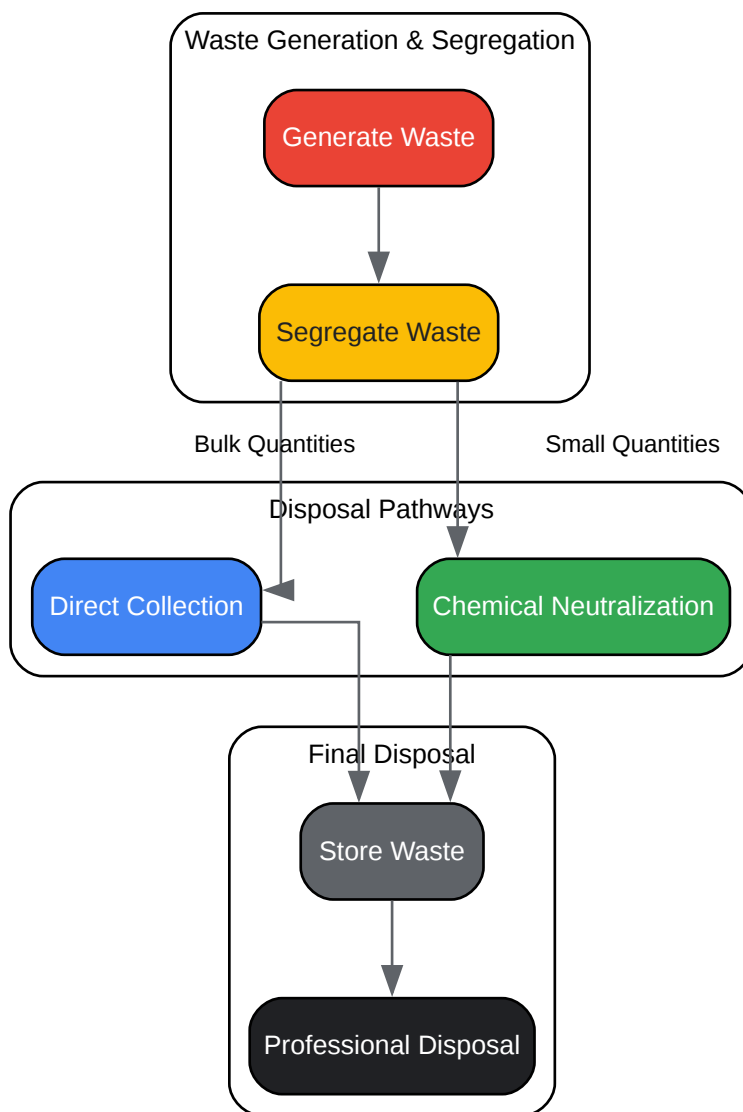 Waste Generation & Segregation
Generate Waste
Segregate Waste
Bulk Quantities
Small Quantities
Disposal Pathways
Direct Collection
Chemical Neutralization
Final Disposal
Store Waste
Professional Disposal